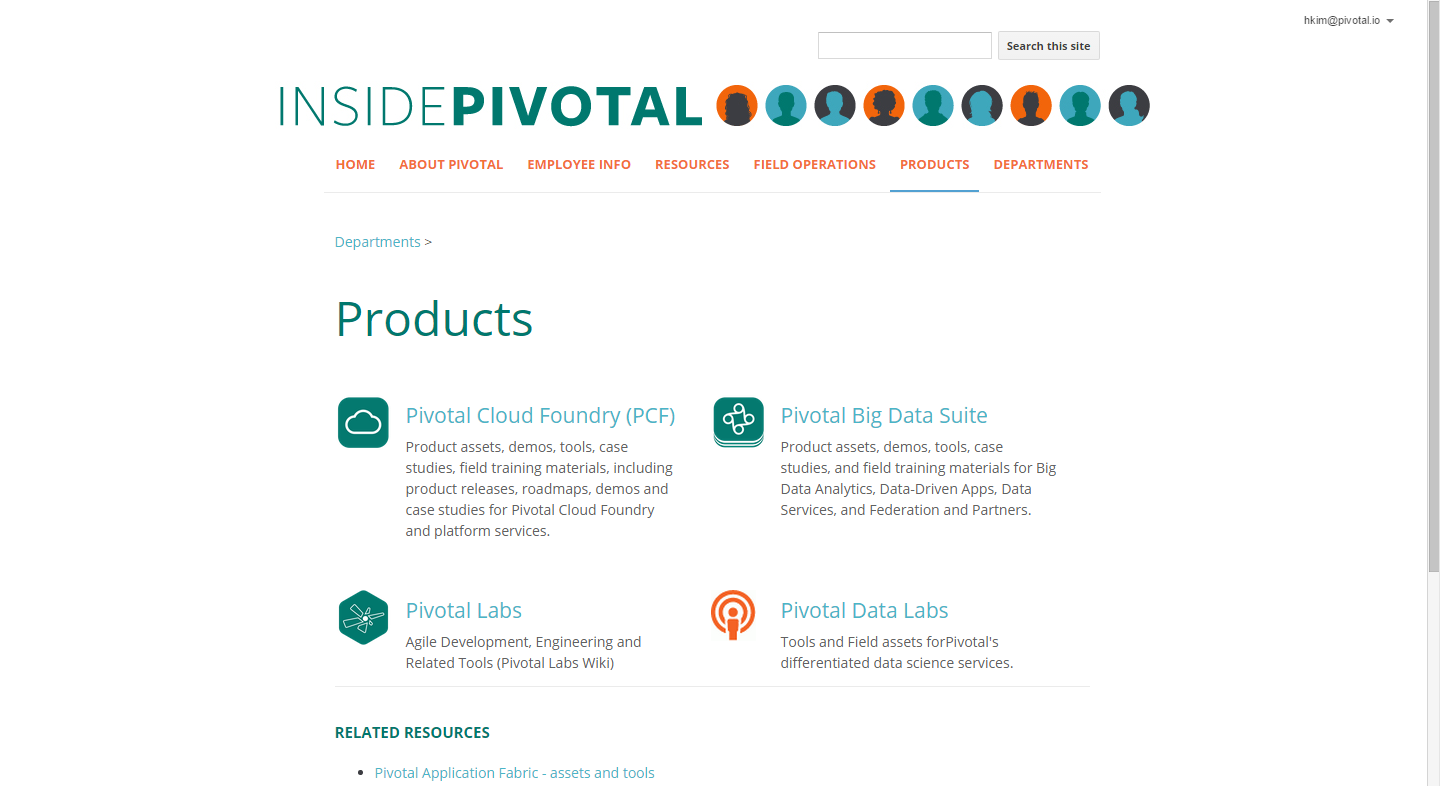 hkim@pivotal.io
Search this site
INSIDEPIVOTAL
HOME ABOUT PIVOTAL EMPLOYEE INFO RESOURCES FIELD OPERATIONS PRODUCTS DEPARTMENTS
Departments >
Products
Pivotal Cloud Foundry (PCF)
Product assets, demos, tools, case
studies, field training materials, including
product releases, roadmaps, demos and
case studies for Pivotal Cloud Foundry
and platform services.
Pivotal Big Data Suite
Product assets, demos, tools, case
studies, and field training materials for Big
Data Analytics, Data-Driven Apps, Data
Services, and Federation and Partners.
Pivotal Labs
Agile Development, Engineering and
Related Tools (Pivotal Labs Wiki)
Pivotal Data Labs
Tools and Field assets forPivotal's
differentiated data science services.
RELATED RESOURCES
Pivotal Application Fabric - assets and tools